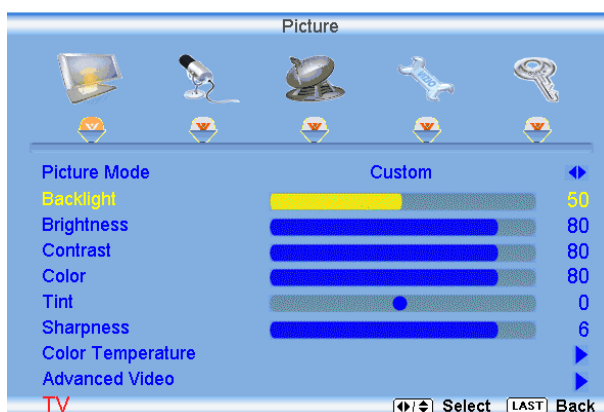 Picture
VIZIO
Picture Mode Custom
Backlight 50
Brightness 80
Contrast 80
Color 80
Tint 0
Sharpness 6
Color Temperature
Advanced Video
TV Select LAST Back